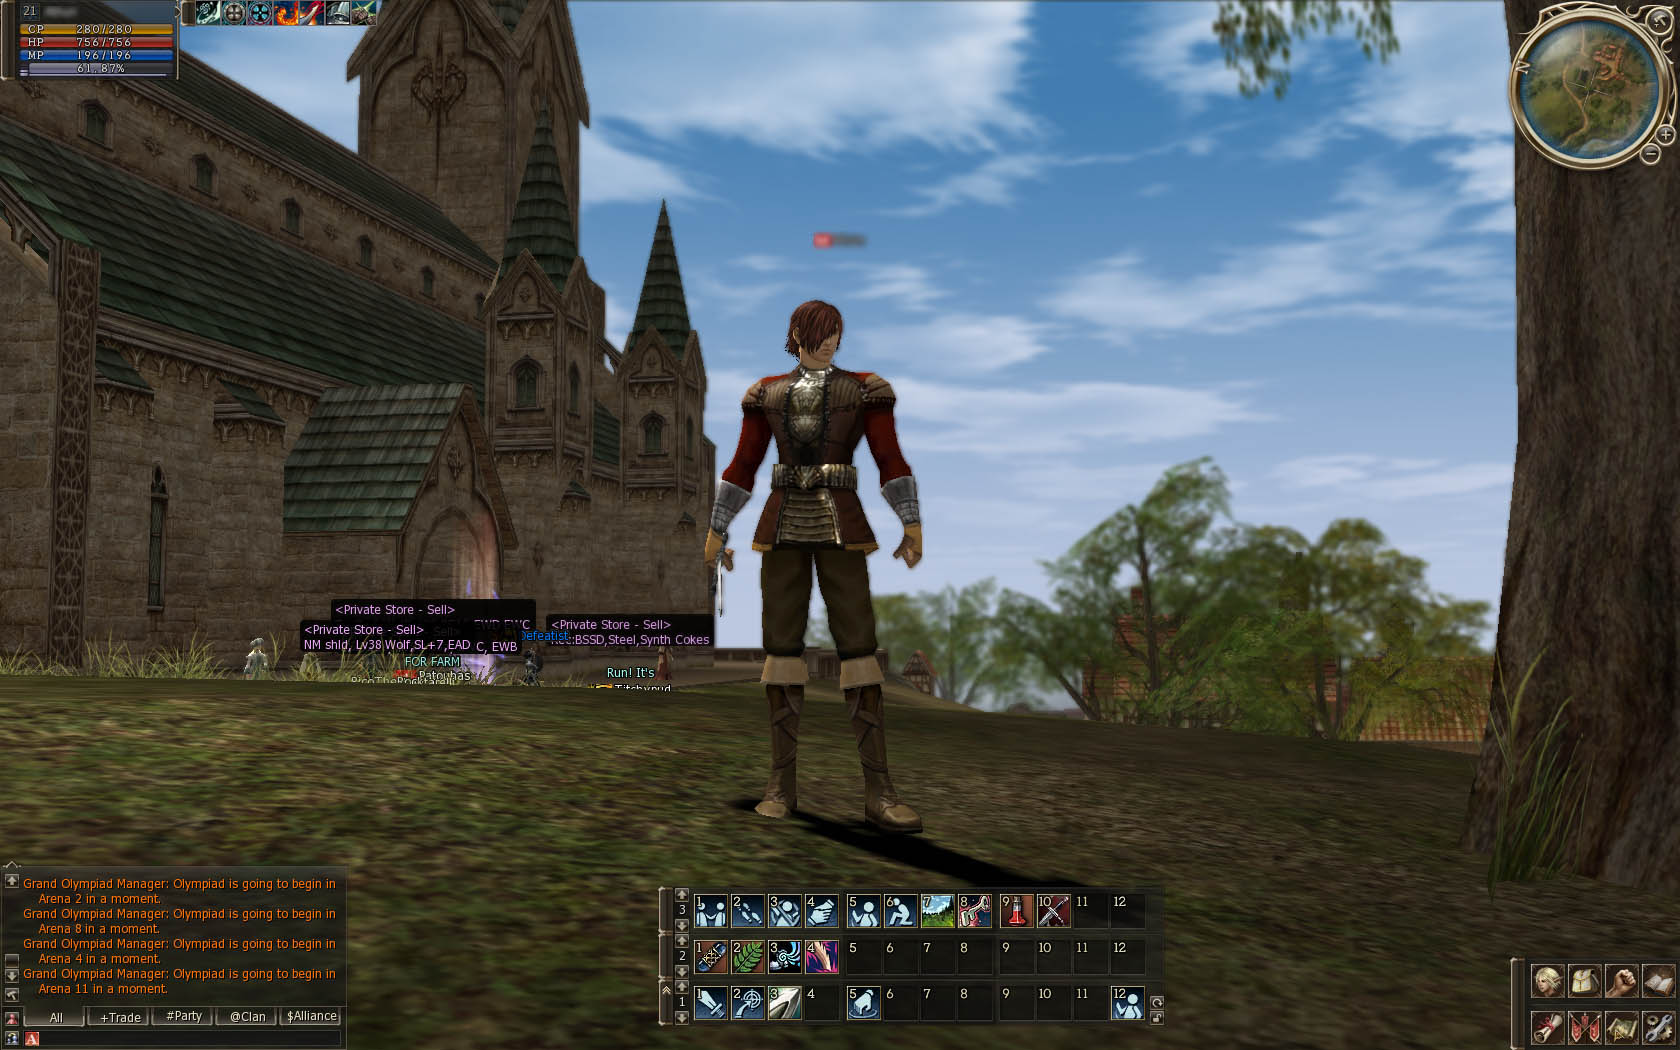 21
CP 280/280
HP 756/756
MP 196/196
61.87%
N
<Private Store - Sell>
EWD EWC
<Private Store - Sell>
NM shld, Lv38 Wolf,SL+7,EAD
C, EWB
Defeatist
<Private Store - Sell>
Rec:BSSD,Steel,Synth Cokes
FOR FARM
Patouhas
Run! It's
Titchypud
Grand Olympiad Manager: Olympiad is going to begin in
Arena 2 in a moment.
Grand Olympiad Manager: Olympiad is going to begin in
Arena 8 in a moment.
Grand Olympiad Manager: Olympiad is going to begin in
Arena 4 in a moment.
Grand Olympiad Manager: Olympiad is going to begin in
Arena 11 in a moment.
All +Trade #Party @Clan $Alliance
A
3 1 2 3 4 5 6 7 8 9 10 11 12
2 1 2 3 4 5 6 7 8 9 10 11 12
1 1 2 3 4 5 6 7 8 9 10 11 12